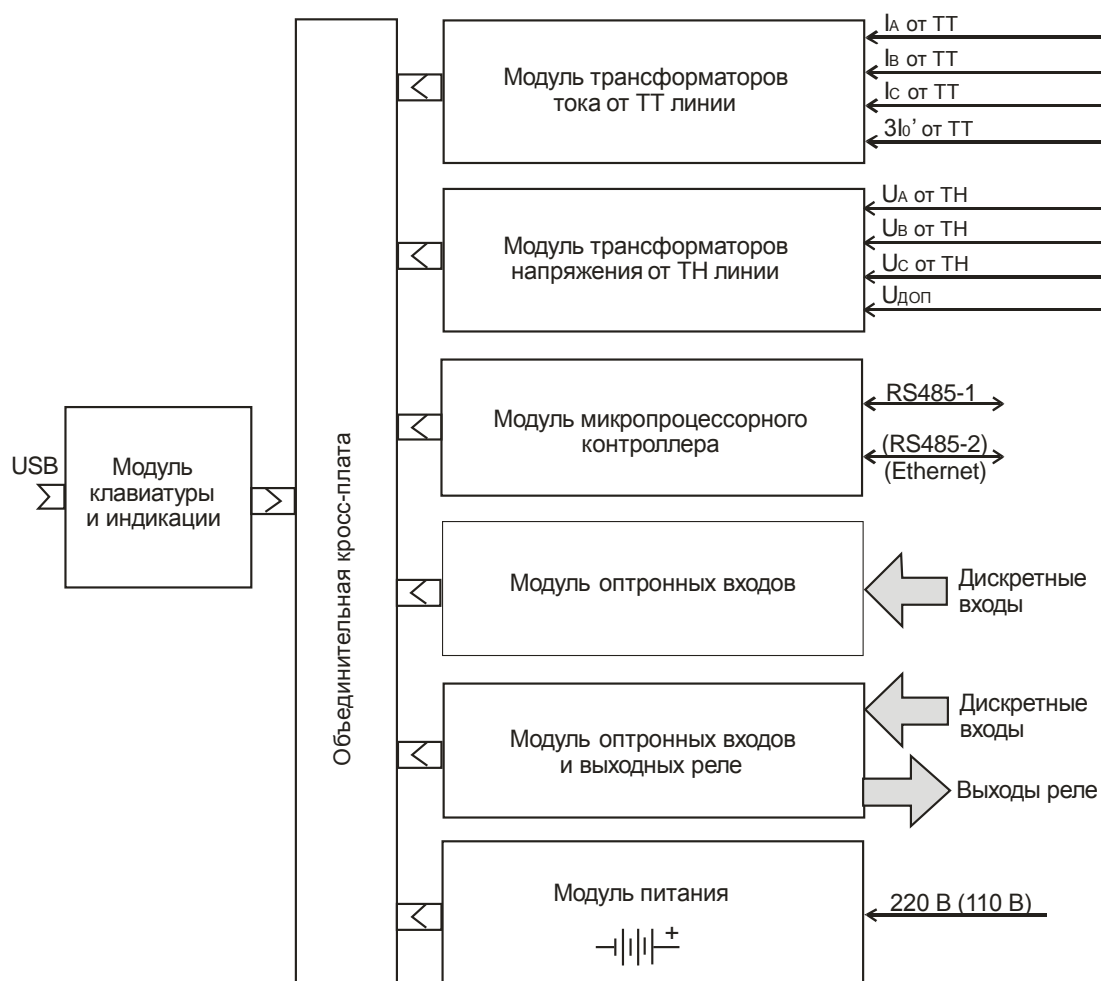 USB
Модуль
клавиатуры
и индикации
Объединительная кросс-плата
Модуль трансформаторов
тока от ТТ линии
IA от ТТ
IB от ТТ
IC от ТТ
3I0’ от ТТ
Модуль трансформаторов
напряжения от ТН линии
UA от ТН
UB от ТН
UC от ТН
UДОП
Модуль микропроцессорного
контроллера
RS485-1
(RS485-2)
(Ethernet)
Модуль оптронных входов
Дискретные
входы
Модуль оптронных входов
и выходных реле
Дискретные
входы
Выходы реле
Модуль питания
+
220 В (110 В)